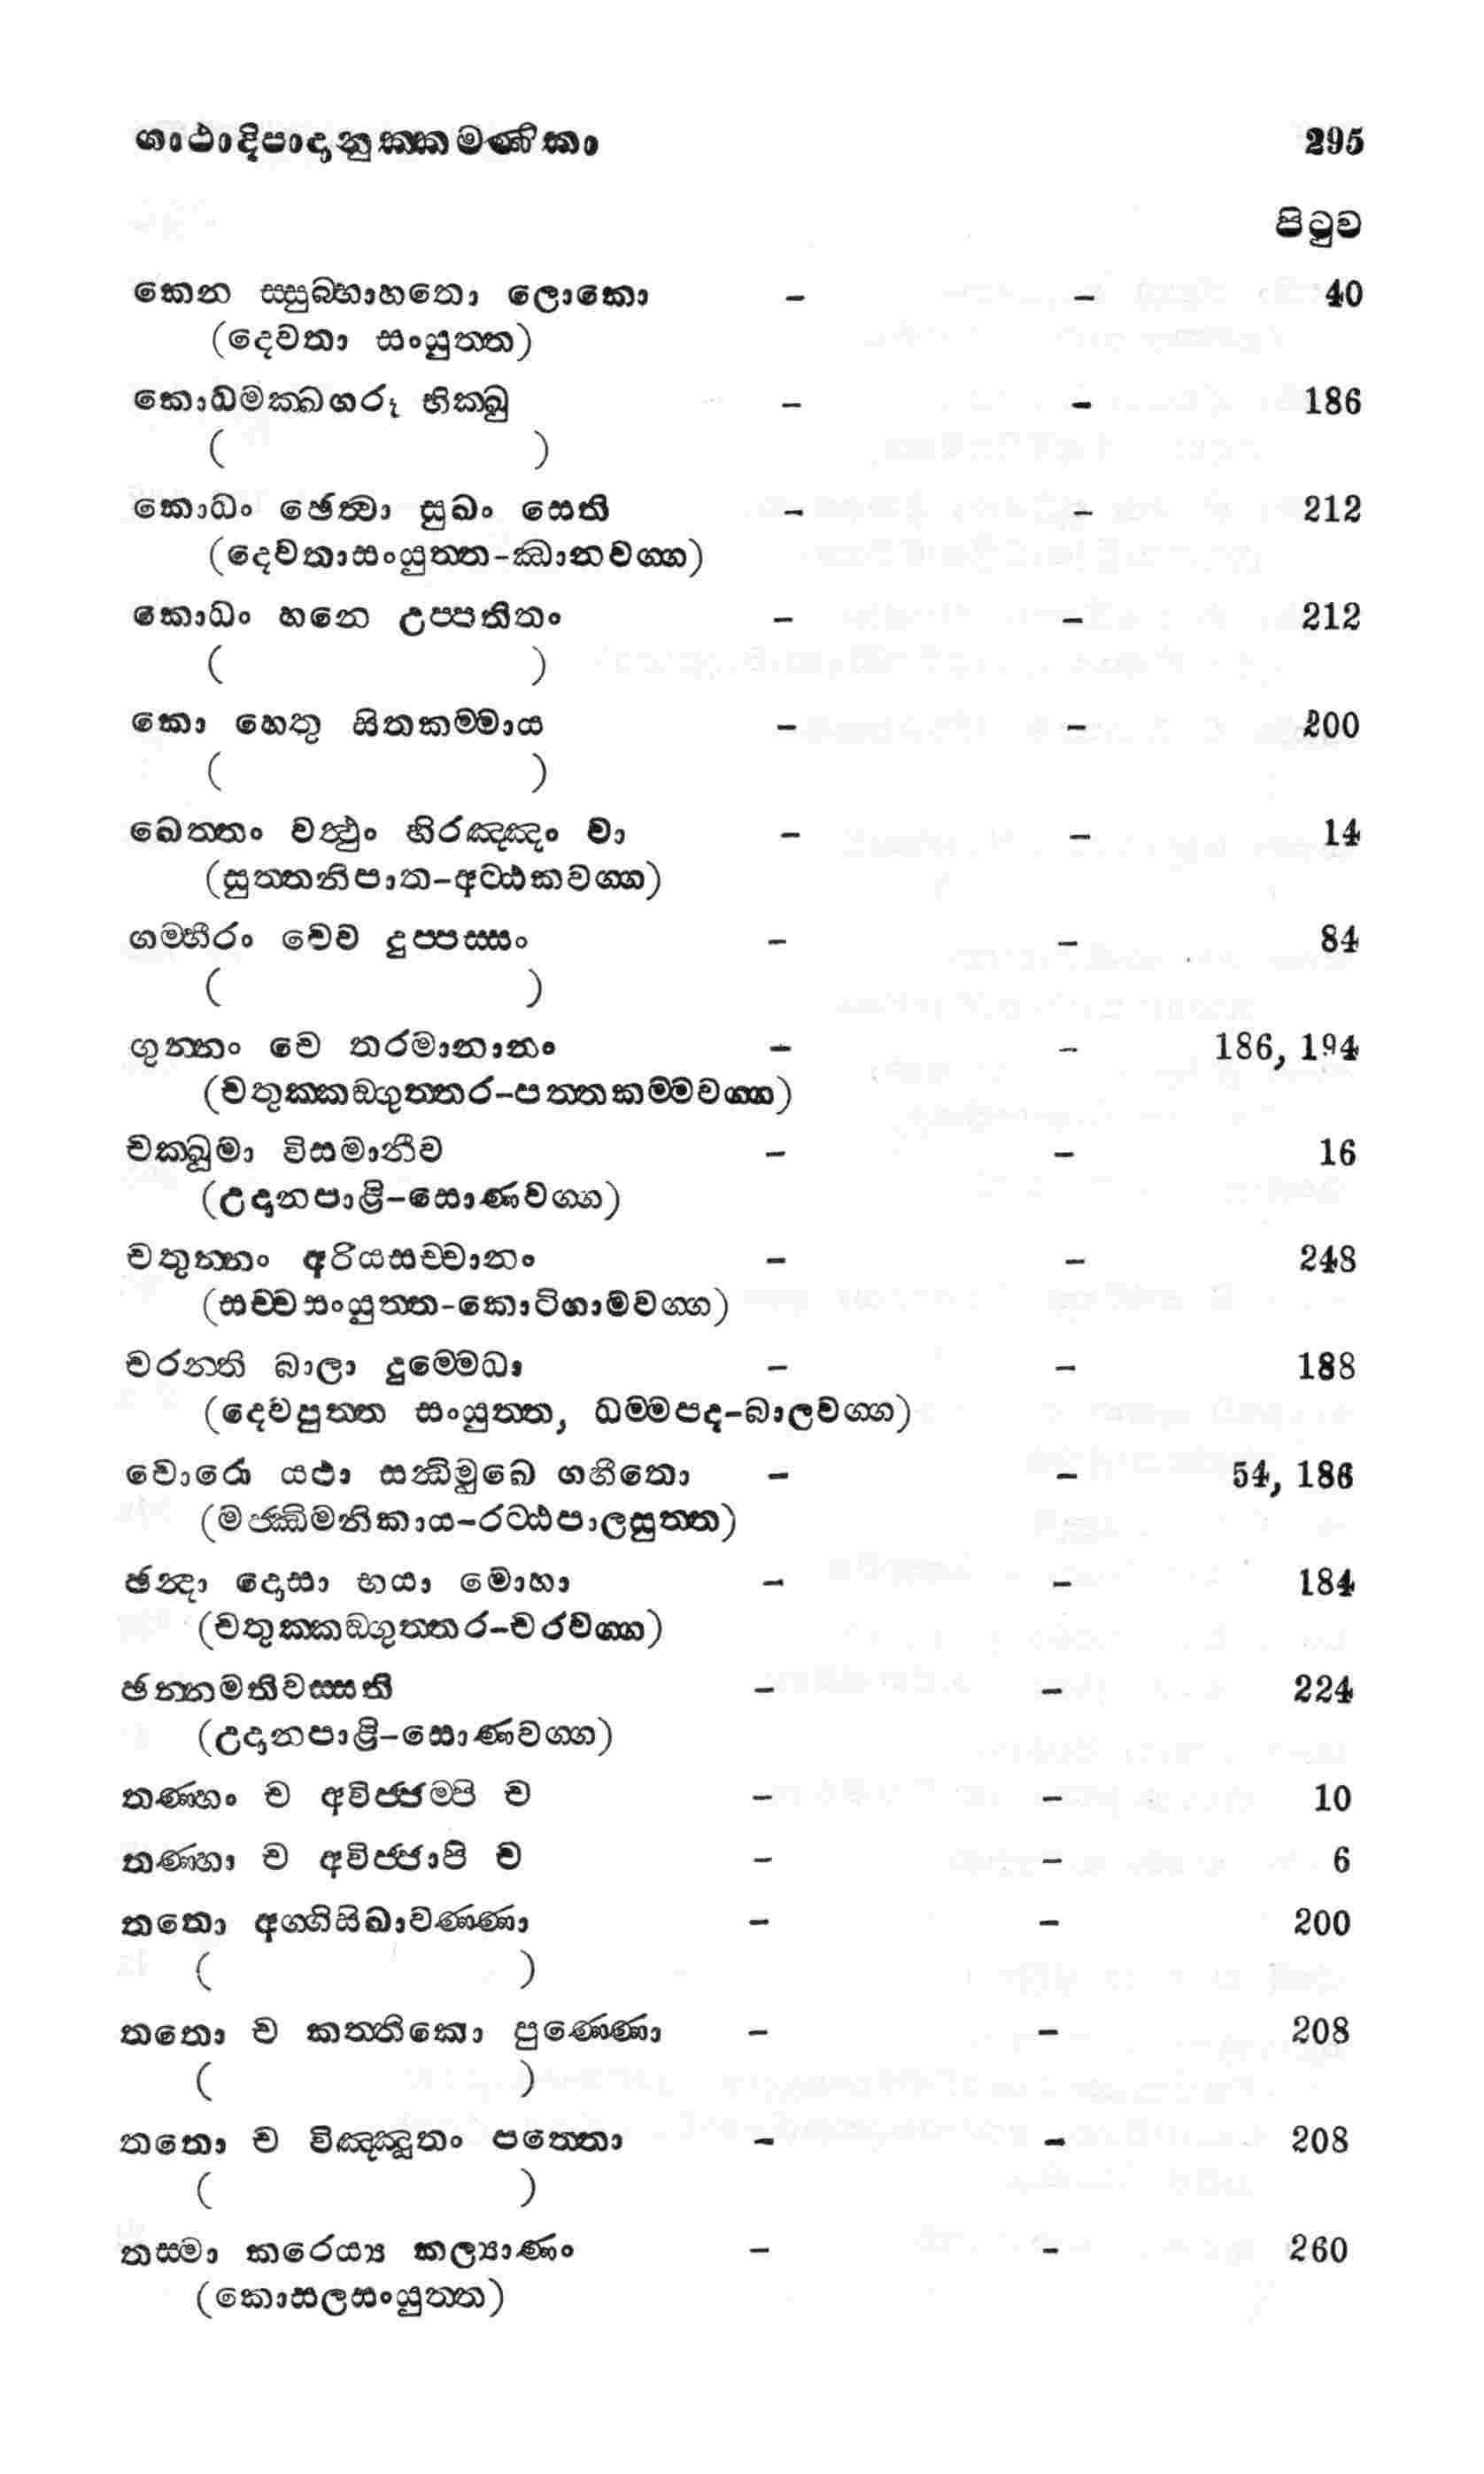 ගාථාදිපාදානුක්කමණිකා 295
පිටුව
කෙන ස්සුබ්භාහතො ලොකො – – 40
(දෙවතා සංයුත්ත)
කොධමක්ඛගරූ භික්ඛු – – 186
( )
කොධං ඡෙත්වා සුඛං සෙති – – 212
(දෙවතාසංයුත්ත-ඣානවග්ග)
කොධං හනෙ උප්පතිතං – – 212
( )
කො හෙතු සිතකම්මාය – – 200
( )
ඛෙත්තං වත්ථුං හිරඤ්ඤං වා – – 14
(සුත්තනිපාත-අට්ඨකවග්ග)
ගම්භීරං චෙව දුප්පස්සං – – 84
( )
ගුත්තං වෙ තරමානානං – – 186, 194
(චතුක්කඞ්ගුත්තර-පත්තකම්මවග්ග)
චක්ඛුමා විසමානීව – – 16
(උදානපාළි-සොණවග්ග)
චතුන්නං අරියසච්චානං – – 248
(සච්චසංයුත්ත-කොටිගාමවග්ග)
චරන්ති බාලා දුම්මෙධා – – 188
(දෙවපුත්ත සංයුත්ත, ධම්මපද-බාලවග්ග)
චොරො යථා සන්ධිමුඛෙ ගහීතො – – 54, 186
(මජ්ඣිමනිකාය-රට්ඨපාලසුත්ත)
ඡන්දා දොසා භයා මොහා – – 184
(චතුක්කඞ්ගුත්තර-චරවග්ග)
ඡන්නමතිවස්සති – – 224
(උදානපාළි-සොණවග්ග)
තණ්හං ච අවිජ්ජම්පි ච – – 10
තණ්හා ච අවිජ්ජාපි ච – – 6
තතො අග්ගිසිඛාවණ්ණා – – 200
( )
තතො ච කත්තිකො පුණ්ණො – – 208
( )
තතො ච විඤ්ඤුතං පත්තො – – 208
( )
තස්මා කරෙය්‍ය කල්‍යාණං – – 260
(කොසලසංයුත්ත)